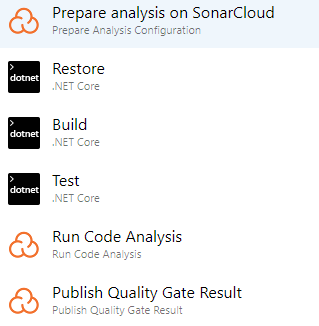 Prepare analysis on SonarCloud
Prepare Analysis Configuration
>
dotnet
Restore
.NET Core
>
dotnet
Build
.NET Core
>
dotnet
Test
.NET Core
Run Code Analysis
Run Code Analysis
Publish Quality Gate Result
Publish Quality Gate Result